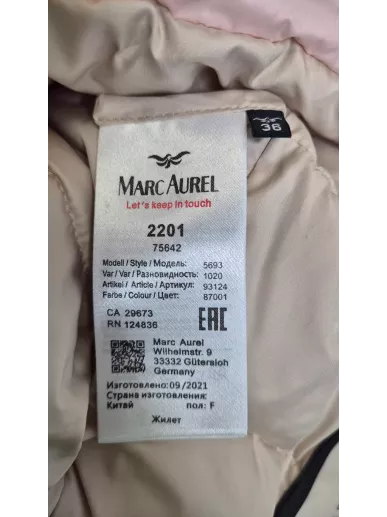 36
MARC AUREL
Let's keep in touch
2201
75642
Modell / Style / Модель: 5693
Var / Var / Разновидность: 1020
Artikel / Article / Артикул: 93124
Farbe / Colour / Цвет: 87001
CA 29673
RN 124836
EAC
Marc Aurel
Wilhelmstr. 9
33332 Gütersloh
Germany
Изготовлено: 09/2021
Страна изготовления:
Китай пол: F
Жилет